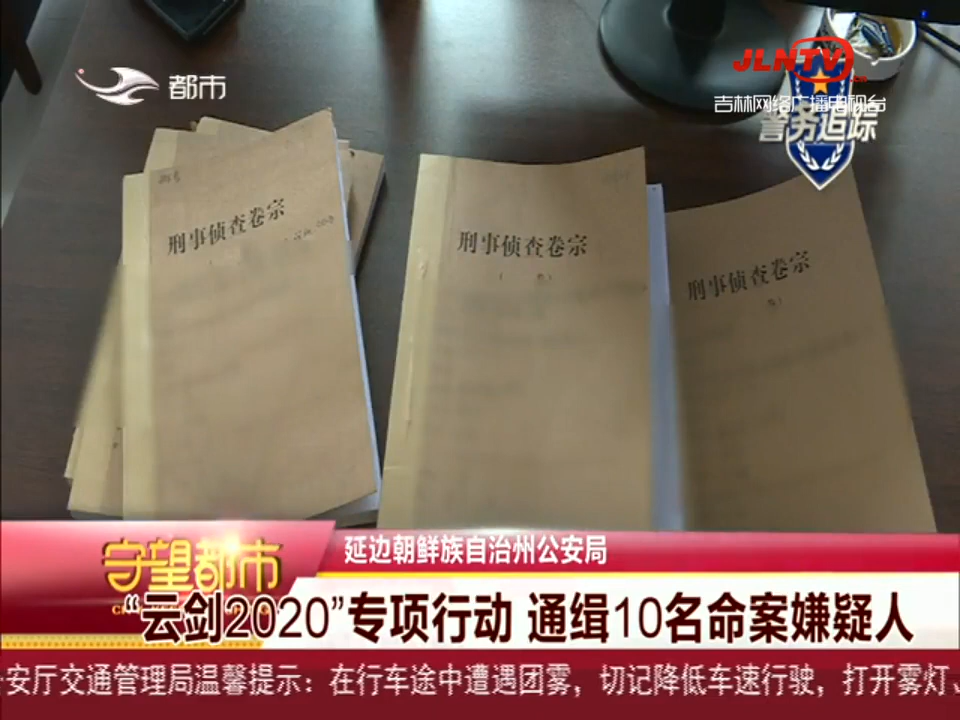 都市
JLNTV
吉林网络广播电视台
警务追踪
刑事侦查卷宗
刑事侦查卷宗
刑事侦查卷宗
守望都市
延边朝鲜族自治州公安局
“云剑2020”专项行动 通缉10名命案嫌疑人
安厅交通管理局温馨提示：在行车途中遭遇团雾，切记降低车速行驶，打开雾灯、